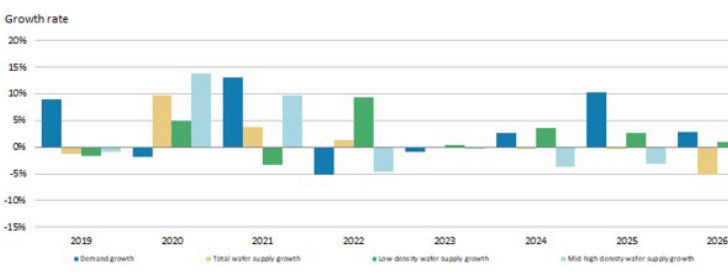 Growth rate
20%
15%
10%
5%
0%
-5%
-10%
-15%
2019 2020 2021 2022 2023 2024 2025 2026
Demand growth Total wafer supply growth Low density wafer supply growth Mid-high denisty wafer supply growth